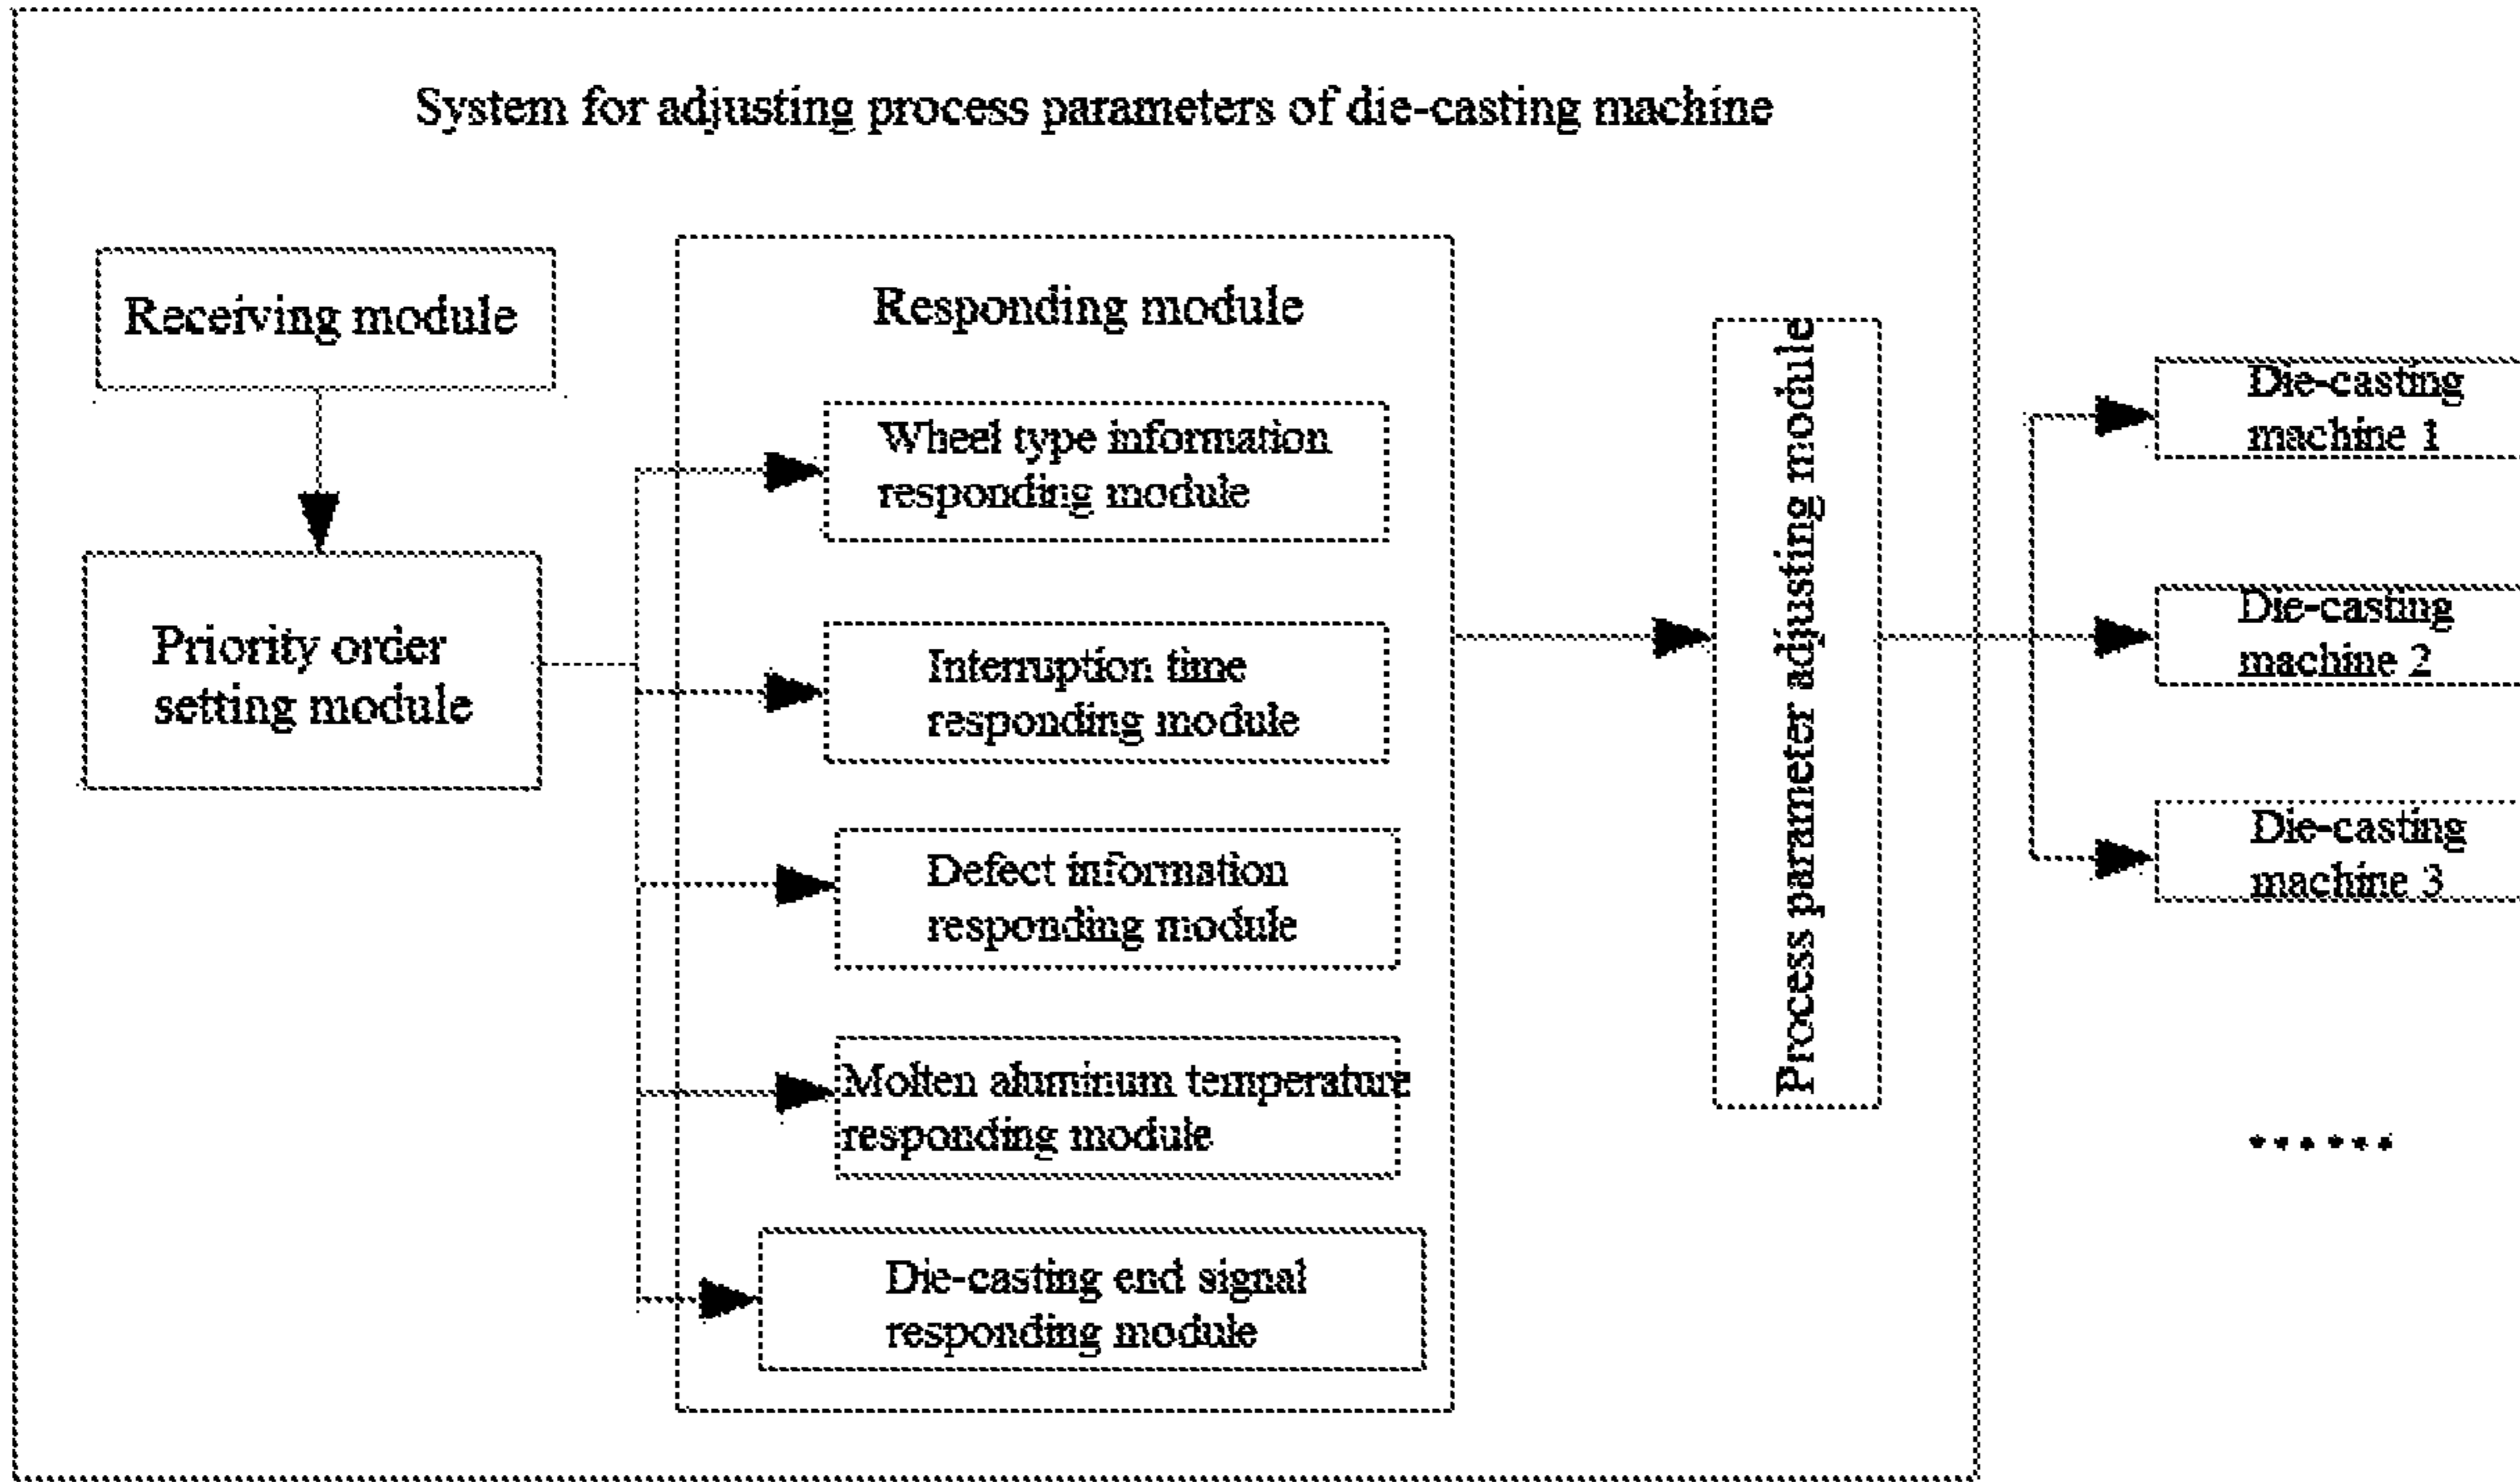 System for adjusting process parameters of die-casting machine
Receiving module
Priority order
setting module
Responding module
Wheel type information
responding module
Interruption time
responding module
Defect information
responding module
Molten aluminum temperature
responding module
Die-casting end signal
responding module
Process parameter adjusting module
Die-casting
machine 1
Die-casting
machine 2
Die-casting
machine 3
......